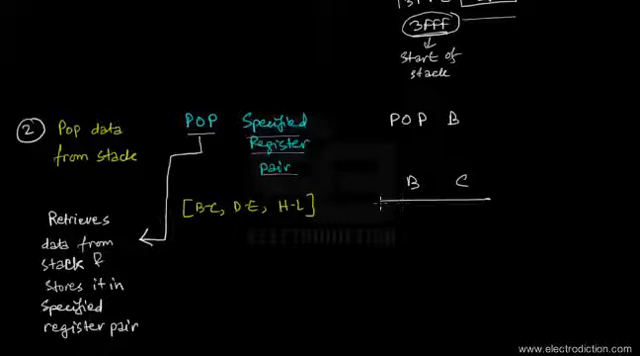 3FFF
Start of
stack
② Pop data
from stack
POP Specified
Register
pair
POP B
B C
[B-C, D-E, H-L]
Retrieves
data from
stack &
stores it in
specified
register pair
ELECTRODICTION
www.electrodiction.com